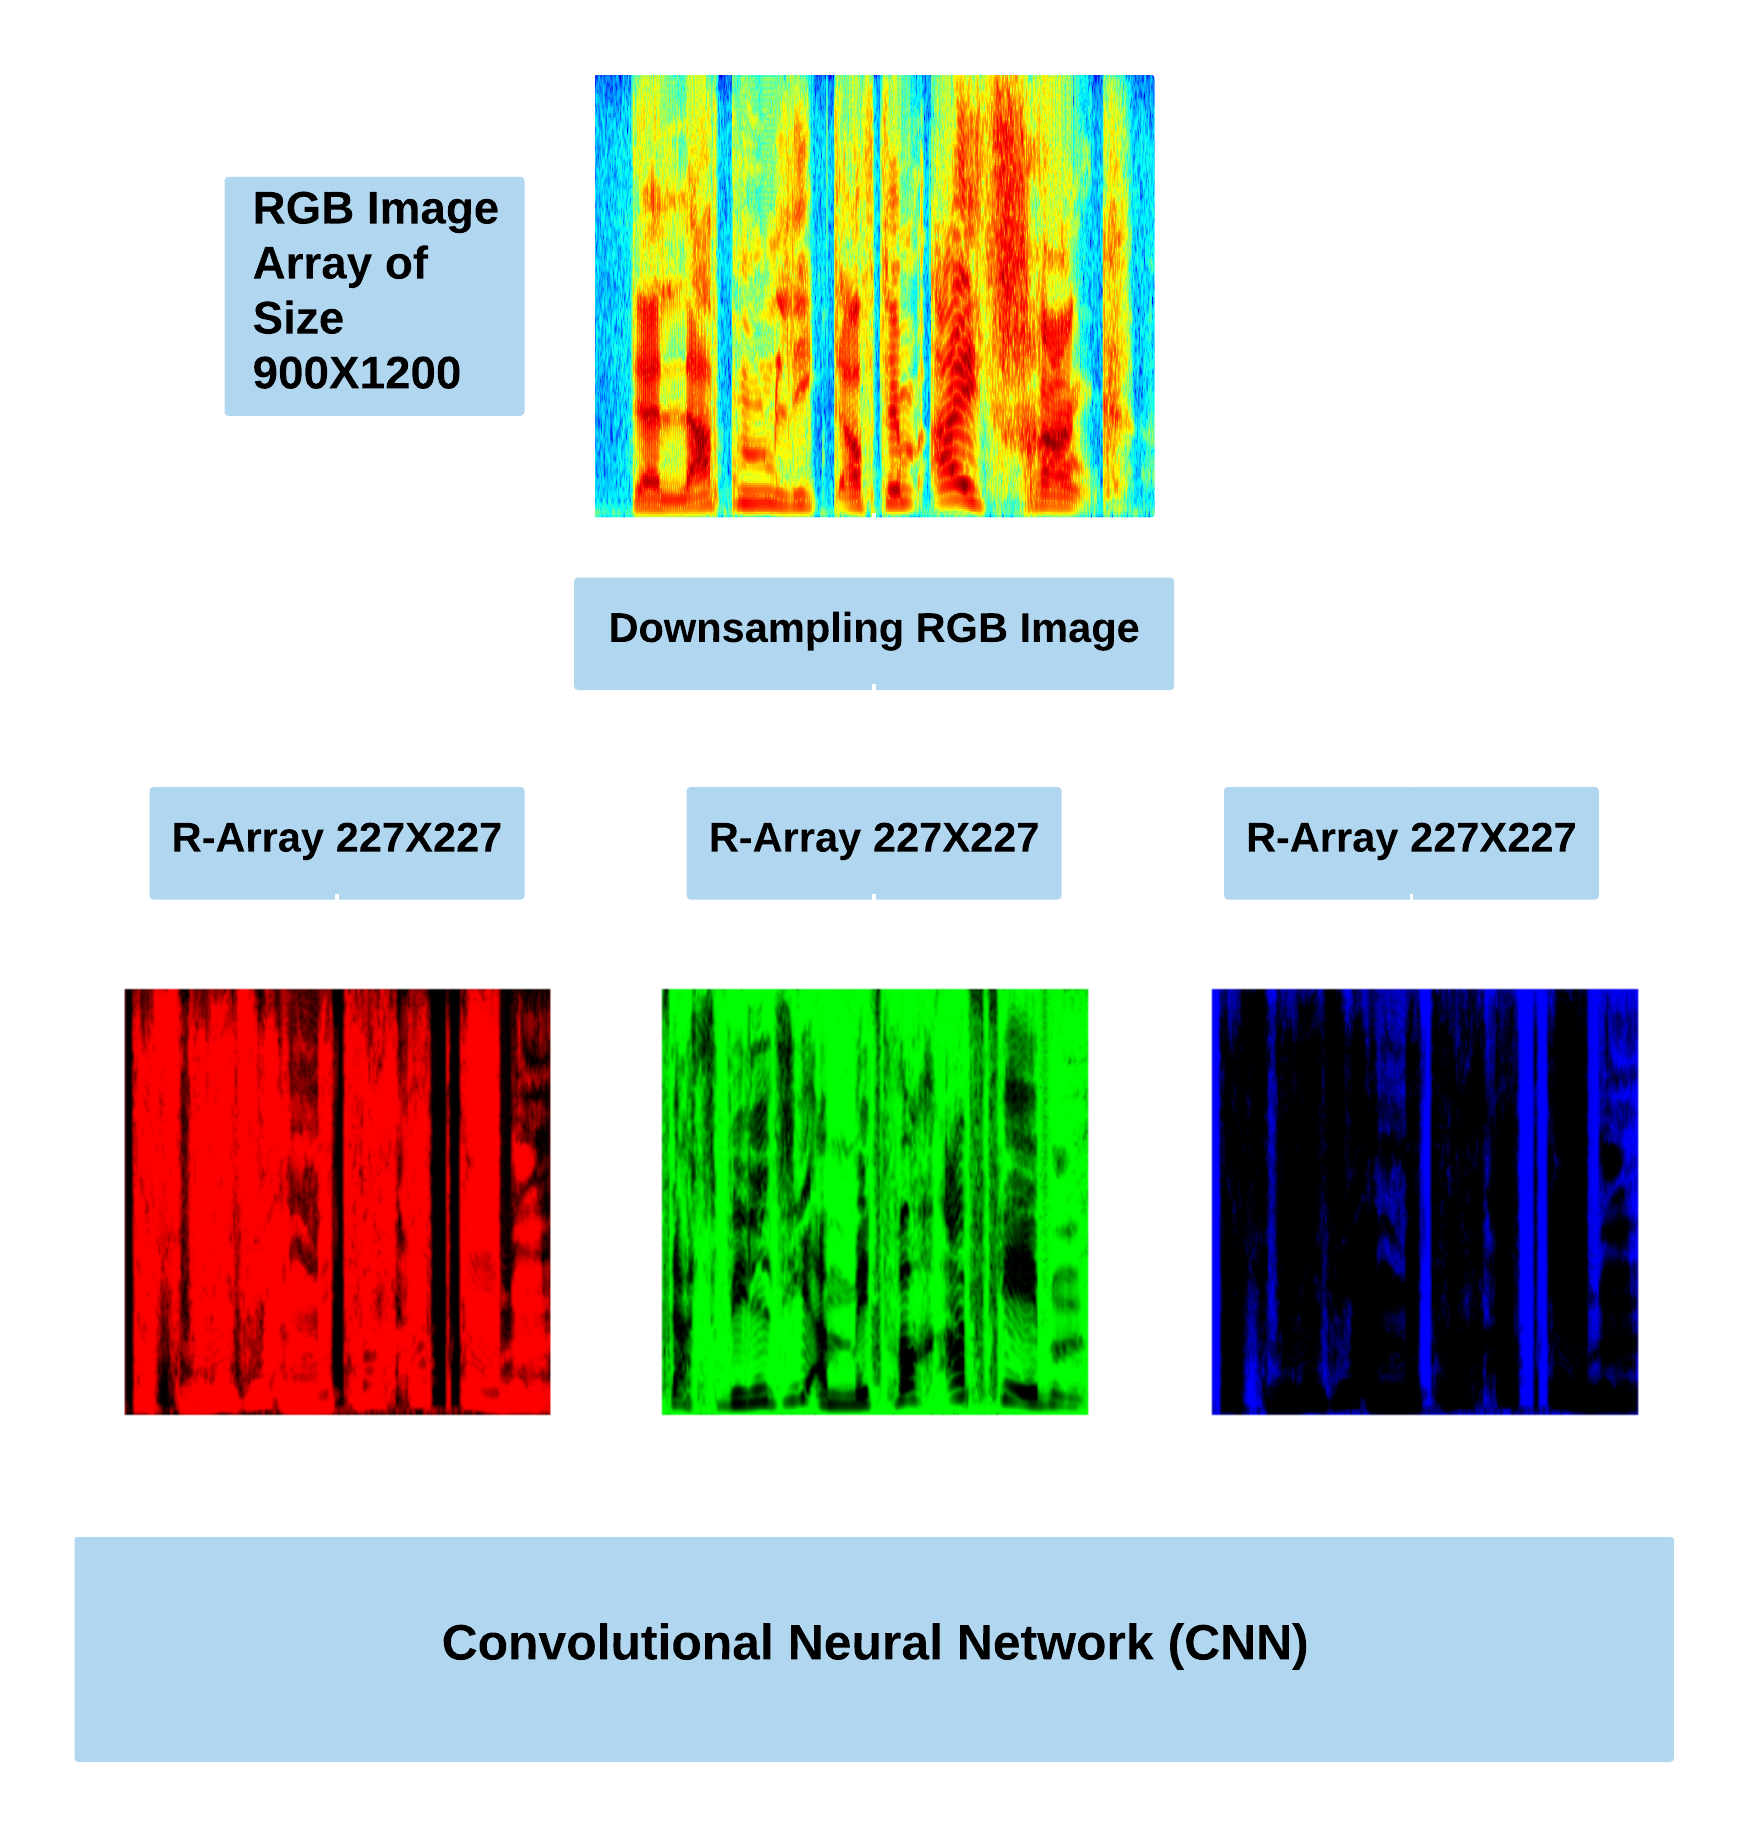 RGB Image
Array of
Size
900X1200
Downsampling RGB Image
R-Array 227X227
R-Array 227X227
R-Array 227X227
Convolutional Neural Network (CNN)